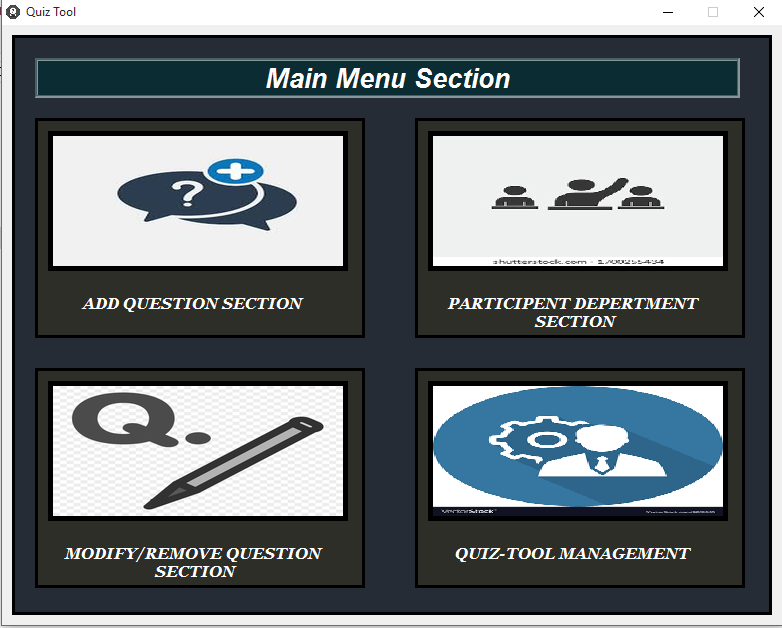 Quiz Tool
Main Menu Section
?
shutterstock.com · 1700255434
ADD QUESTION SECTION
PARTICIPENT DEPERTMENT
SECTION
Q.
VectorStock
MODIFY/REMOVE QUESTION
SECTION
QUIZ-TOOL MANAGEMENT